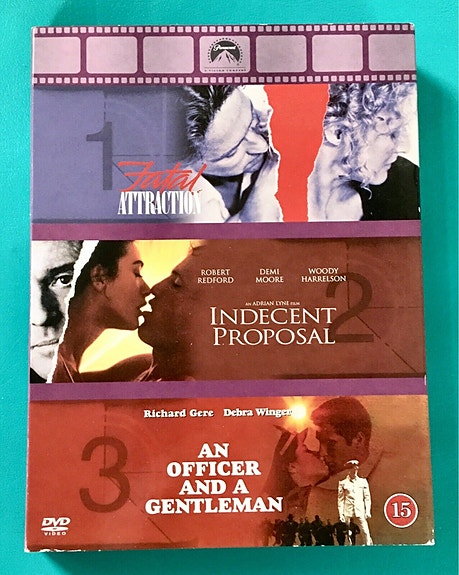 Paramount
1
Fatal
ATTRACTION
ROBERT REDFORD DEMI MOORE WOODY HARRELSON
AN ADRIAN LYNE FILM
INDECENT
PROPOSAL
2
Richard Gere Debra Winger
3
AN
OFFICER
AND A
GENTLEMAN
DVD
VIDEO
15